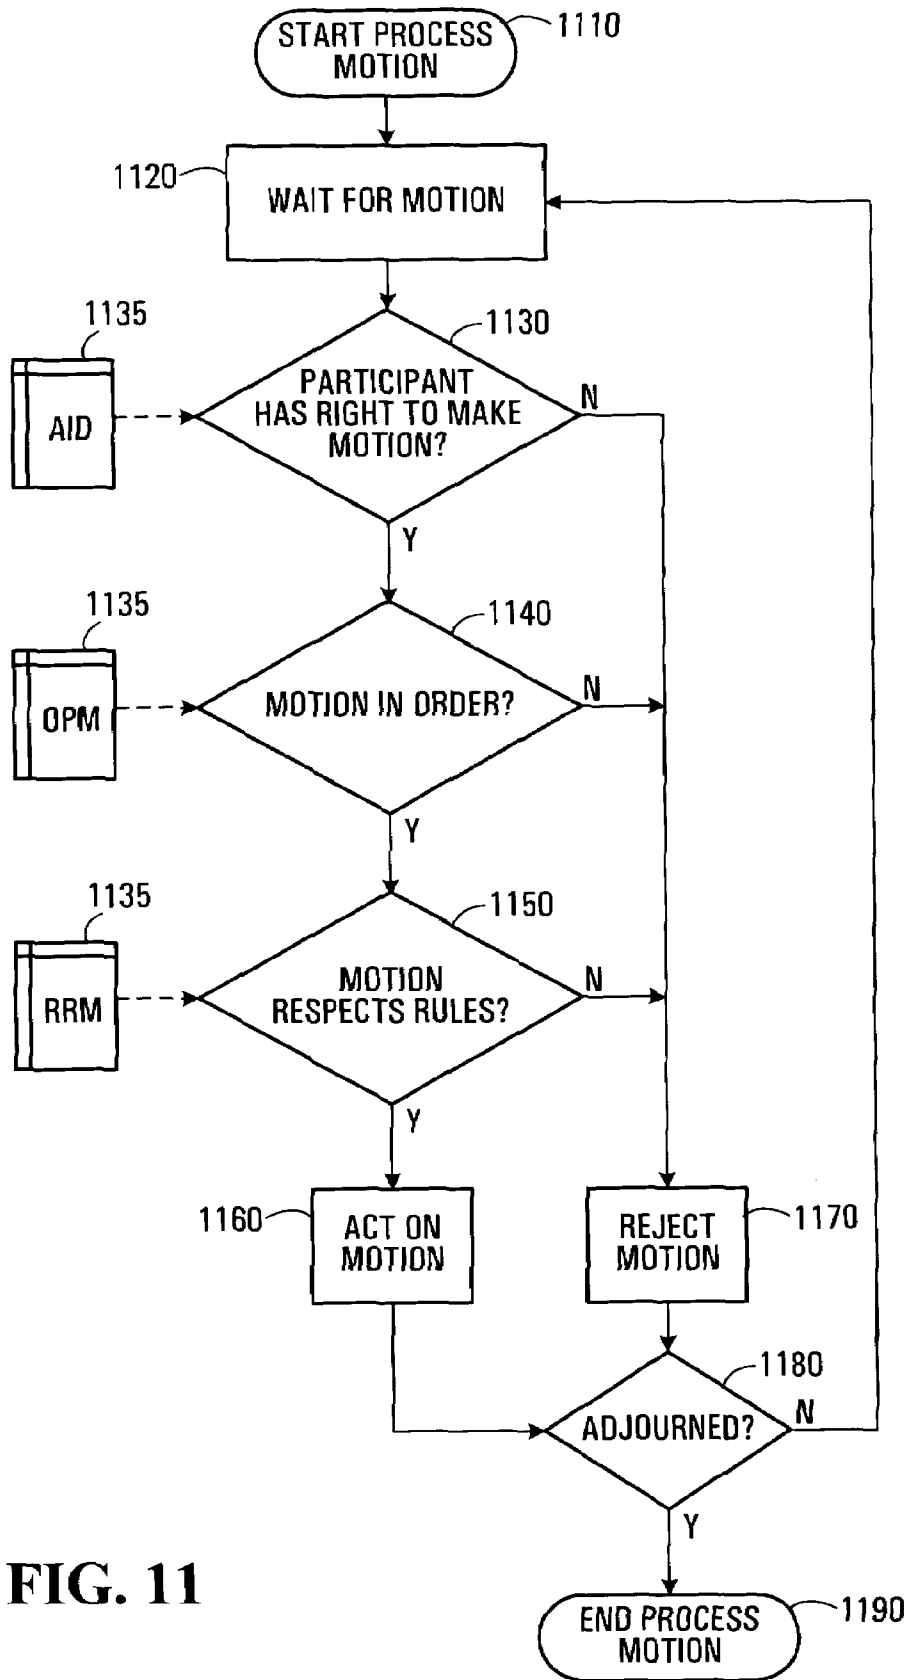 START PROCESS
MOTION
1110
1120
WAIT FOR MOTION
1135
AID
1130
PARTICIPANT
HAS RIGHT TO MAKE
MOTION?
N
Y
1135
OPM
1140
MOTION IN ORDER?
N
Y
1135
RRM
1150
MOTION
RESPECTS RULES?
N
Y
1160
ACT ON
MOTION
REJECT
MOTION
1170
1180
ADJOURNED?
N
Y
FIG. 11
END PROCESS
MOTION
1190